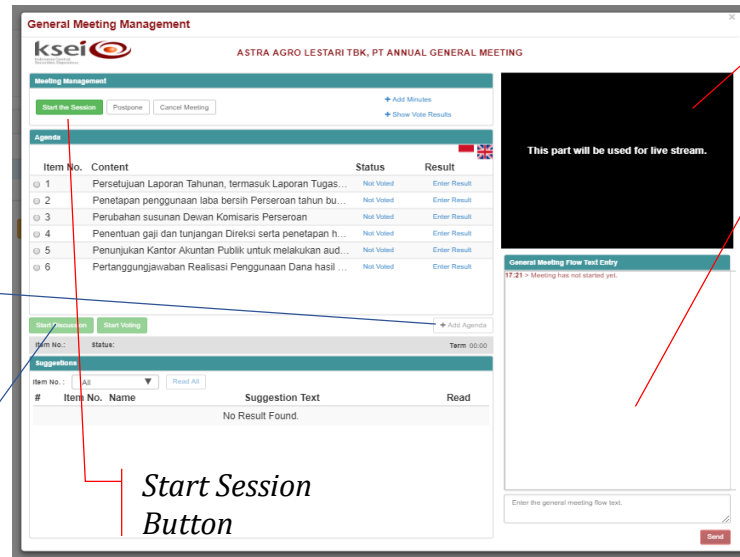 General Meeting Management
×
ksei
ASTRA AGRO LESTARI TBK, PT ANNUAL GENERAL MEETING
Meeting Management
Start the Session Postpone Cancel Meeting
+ Add Minutes
+ Show Vote Results
Agenda
Item No. Content Status Result
1 Persetujuan Laporan Tahunan, termasuk Laporan Tugas... Not Voted Enter Result
2 Penetapan penggunaan laba bersih Perseroan tahun bu... Not Voted Enter Result
3 Perubahan susunan Dewan Komisaris Perseroan Not Voted Enter Result
4 Penentuan gaji dan tunjangan Direksi serta penetapan h... Not Voted Enter Result
5 Penunjukan Kantor Akuntan Publik untuk melakukan aud... Not Voted Enter Result
6 Pertanggungjawaban Realisasi Penggunaan Dana hasil ... Not Voted Enter Result
Start Discussion Start Voting + Add Agenda
Item No.: Status: Term 00:00
Suggestions
Item No. : All ▼ Read All
# Item No. Name Suggestion Text Read
No Result Found.
Start Session
Button
This part will be used for live stream.
General Meeting Flow Text Entry
17:21 > Meeting has not started yet.
Enter the general meeting flow text.
Send